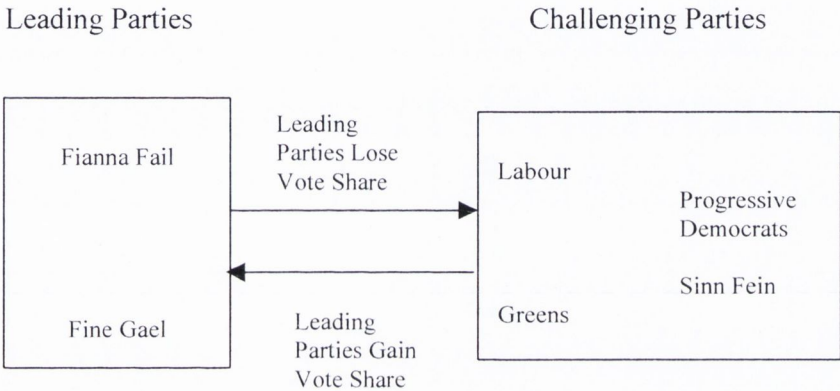 Leading Parties
Challenging Parties
Fianna Fail
Fine Gael
Leading
Parties Lose
Vote Share
Leading
Parties Gain
Vote Share
Labour
Progressive
Democrats
Sinn Fein
Greens